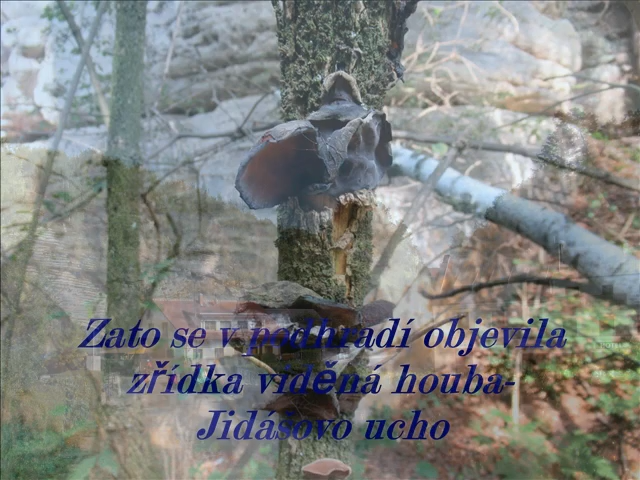 Zato se v podhradí objevila
zřídka viděná houba-
Jidášovo ucho